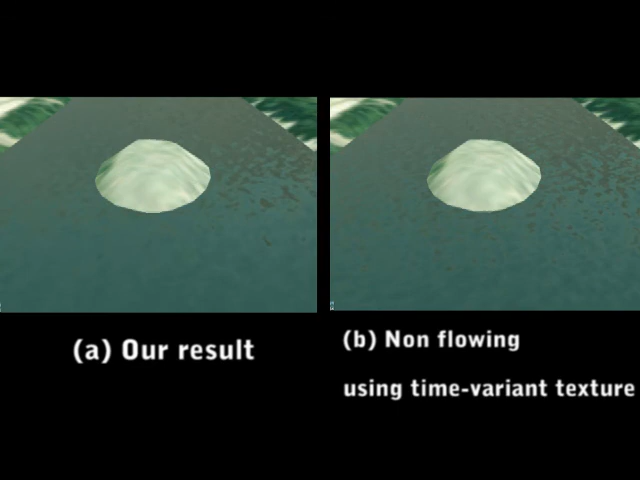 (a) Our result
(b) Non flowing
using time-variant texture